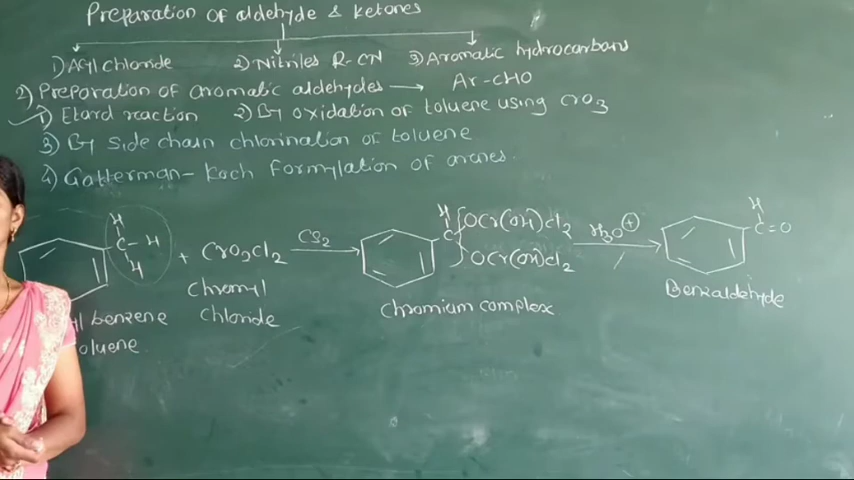 Preparation of aldehyde & ketones
1) Acyl chloride 2) Nitriles R-CN 3) Aromatic hydrocarbons
2) Preparation of aromatic aldehydes → Ar-CHO
1) Etard reaction 2) By oxidation of toluene using CrO3
3) By side chain chlorination of toluene
4) Gatterman-Koch formylation of arenes.
H C-H H + CrO2Cl2 CS2 H C OCr(OH)Cl2 OCr(OH)Cl2 H3O+ H C=O
Chromyl chloride
Chromium complex
Benzaldehyde
yl benzene
oluene